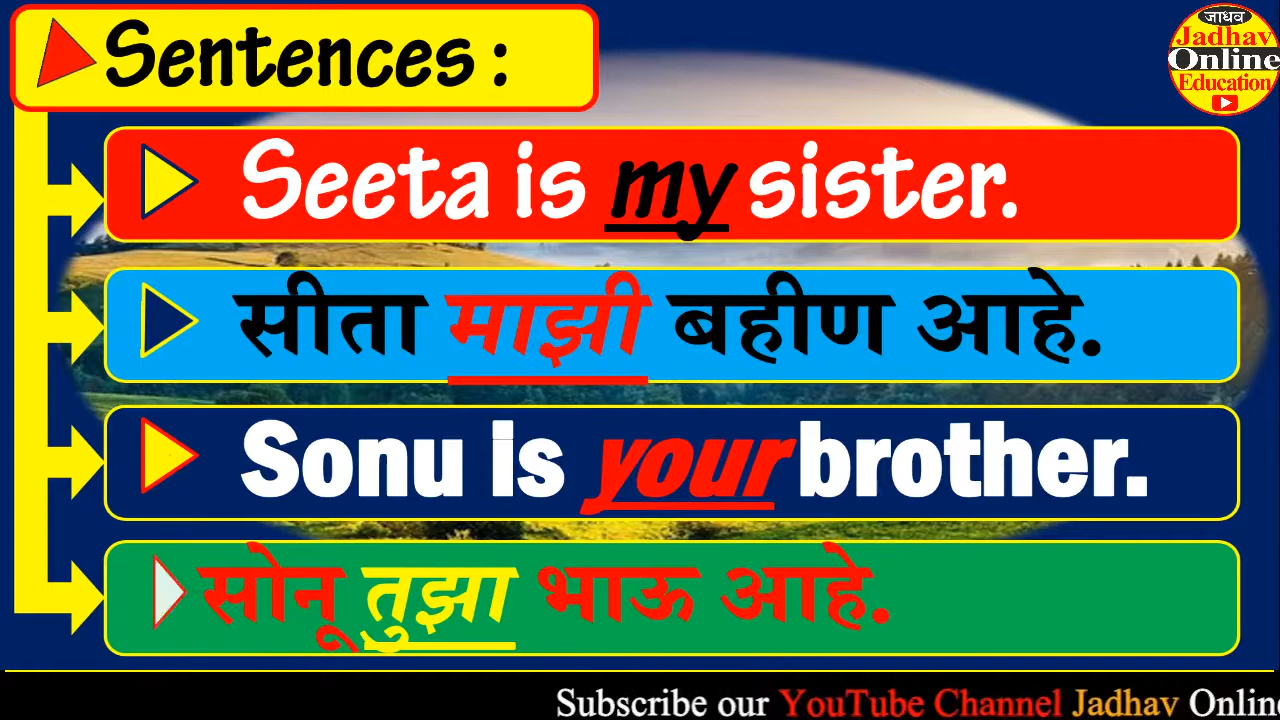 Sentences :
जाधव
Jadhav
Online
Education
Seeta is my sister.
सीता माझी बहीण आहे.
Sonu is your brother.
सोनू तुझा भाऊ आहे.
Subscribe our YouTube Channel Jadhav Onlin